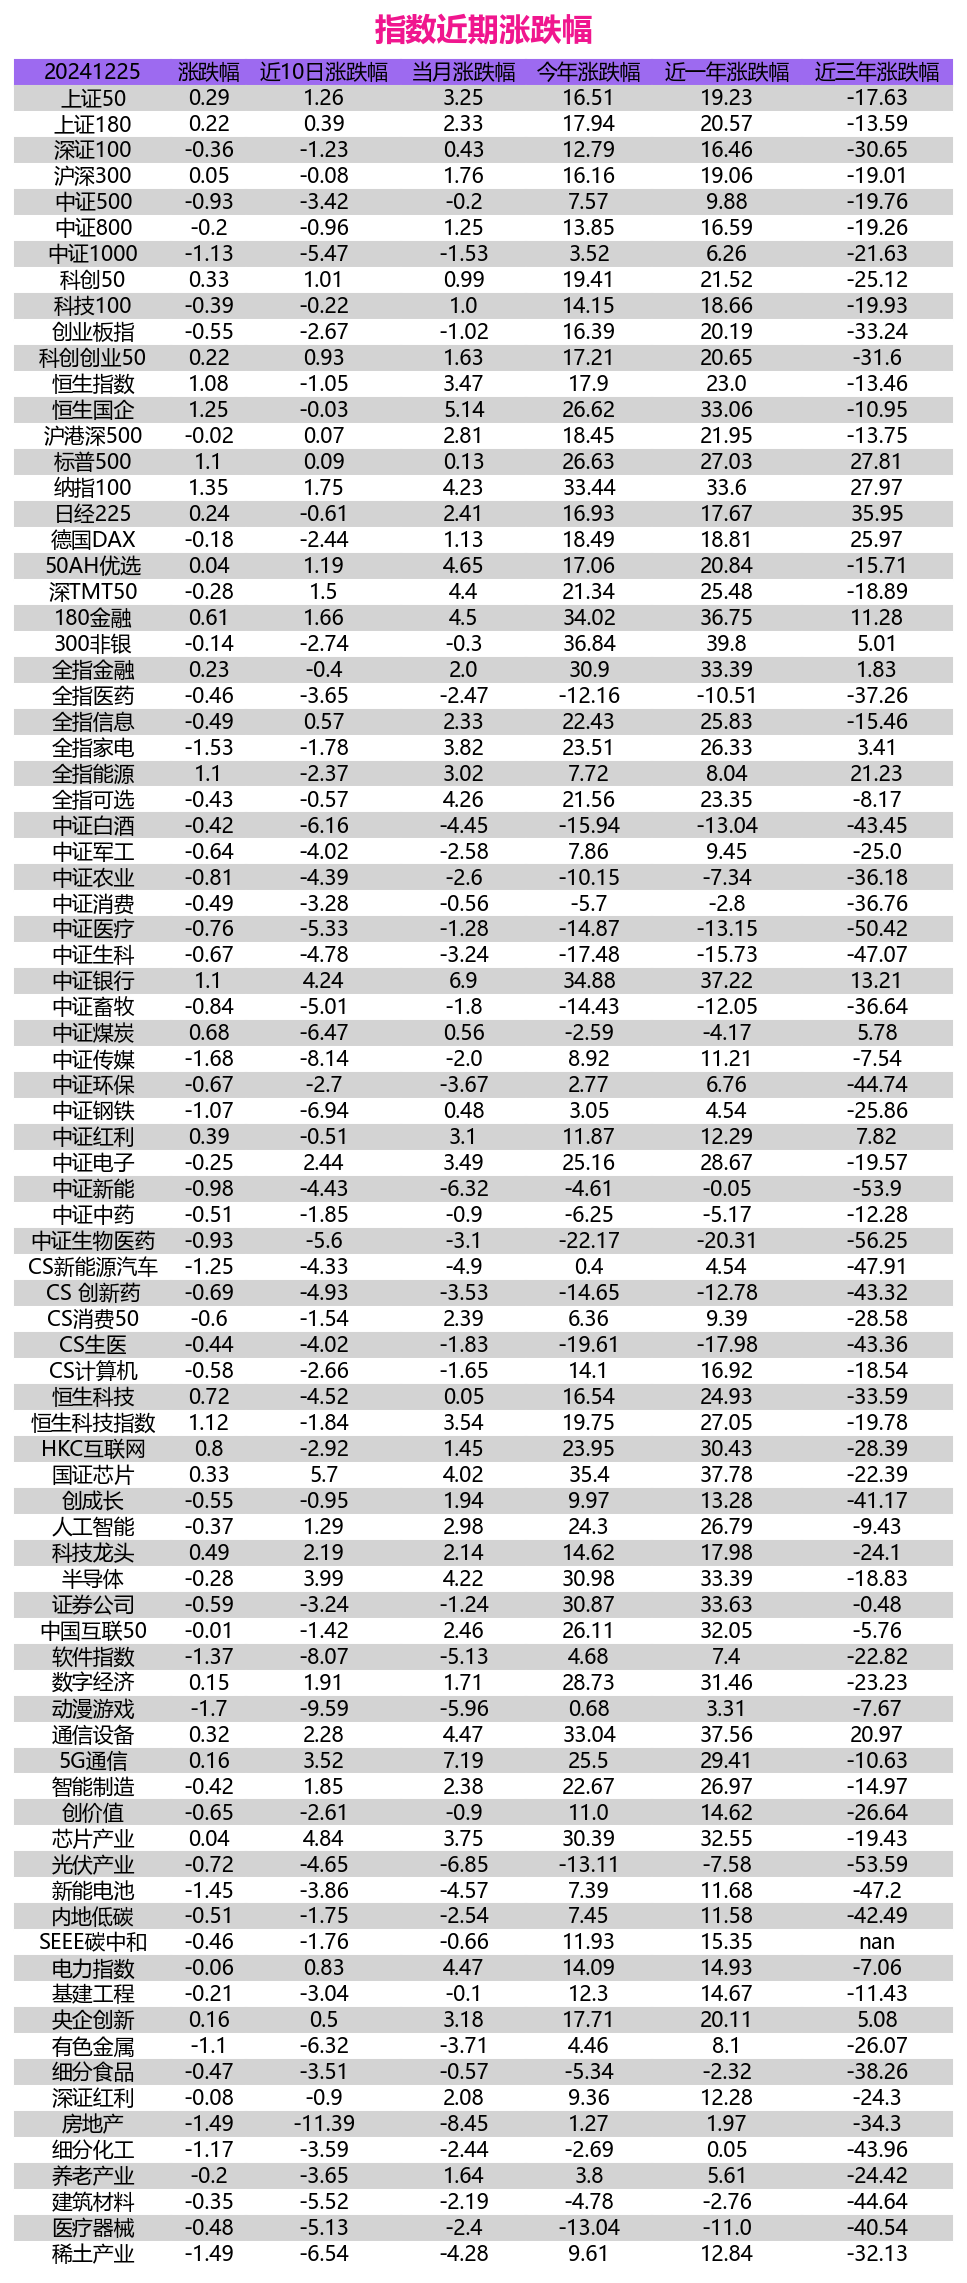 指数近期涨跌幅
20241225 涨跌幅 近10日涨跌幅 当月涨跌幅 今年涨跌幅 近一年涨跌幅 近三年涨跌幅
上证50 0.29 1.26 3.25 16.51 19.23 -17.63
上证180 0.22 0.39 2.33 17.94 20.57 -13.59
深证100 -0.36 -1.23 0.43 12.79 16.46 -30.65
沪深300 0.05 -0.08 1.76 16.16 19.06 -19.01
中证500 -0.93 -3.42 -0.2 7.57 9.88 -19.76
中证800 -0.2 -0.96 1.25 13.85 16.59 -19.26
中证1000 -1.13 -5.47 -1.53 3.52 6.26 -21.63
科创50 0.33 1.01 0.99 19.41 21.52 -25.12
科技100 -0.39 -0.22 1.0 14.15 18.66 -19.93
创业板指 -0.55 -2.67 -1.02 16.39 20.19 -33.24
科创创业50 0.22 0.93 1.63 17.21 20.65 -31.6
恒生指数 1.08 -1.05 3.47 17.9 23.0 -13.46
恒生国企 1.25 -0.03 5.14 26.62 33.06 -10.95
沪港深500 -0.02 0.07 2.81 18.45 21.95 -13.75
标普500 1.1 0.09 0.13 26.63 27.03 27.81
纳指100 1.35 1.75 4.23 33.44 33.6 27.97
日经225 0.24 -0.61 2.41 16.93 17.67 35.95
德国DAX -0.18 -2.44 1.13 18.49 18.81 25.97
50AH优选 0.04 1.19 4.65 17.06 20.84 -15.71
深TMT50 -0.28 1.5 4.4 21.34 25.48 -18.89
180金融 0.61 1.66 4.5 34.02 36.75 11.28
300非银 -0.14 -2.74 -0.3 36.84 39.8 5.01
全指金融 0.23 -0.4 2.0 30.9 33.39 1.83
全指医药 -0.46 -3.65 -2.47 -12.16 -10.51 -37.26
全指信息 -0.49 0.57 2.33 22.43 25.83 -15.46
全指家电 -1.53 -1.78 3.82 23.51 26.33 3.41
全指能源 1.1 -2.37 3.02 7.72 8.04 21.23
全指可选 -0.43 -0.57 4.26 21.56 23.35 -8.17
中证白酒 -0.42 -6.16 -4.45 -15.94 -13.04 -43.45
中证军工 -0.64 -4.02 -2.58 7.86 9.45 -25.0
中证农业 -0.81 -4.39 -2.6 -10.15 -7.34 -36.18
中证消费 -0.49 -3.28 -0.56 -5.7 -2.8 -36.76
中证医疗 -0.76 -5.33 -1.28 -14.87 -13.15 -50.42
中证生科 -0.67 -4.78 -3.24 -17.48 -15.73 -47.07
中证银行 1.1 4.24 6.9 34.88 37.22 13.21
中证畜牧 -0.84 -5.01 -1.8 -14.43 -12.05 -36.64
中证煤炭 0.68 -6.47 0.56 -2.59 -4.17 5.78
中证传媒 -1.68 -8.14 -2.0 8.92 11.21 -7.54
中证环保 -0.67 -2.7 -3.67 2.77 6.76 -44.74
中证钢铁 -1.07 -6.94 0.48 3.05 4.54 -25.86
中证红利 0.39 -0.51 3.1 11.87 12.29 7.82
中证电子 -0.25 2.44 3.49 25.16 28.67 -19.57
中证新能 -0.98 -4.43 -6.32 -4.61 -0.05 -53.9
中证中药 -0.51 -1.85 -0.9 -6.25 -5.17 -12.28
中证生物医药 -0.93 -5.6 -3.1 -22.17 -20.31 -56.25
CS新能源汽车 -1.25 -4.33 -4.9 0.4 4.54 -47.91
CS 创新药 -0.69 -4.93 -3.53 -14.65 -12.78 -43.32
CS消费50 -0.6 -1.54 2.39 6.36 9.39 -28.58
CS生医 -0.44 -4.02 -1.83 -19.61 -17.98 -43.36
CS计算机 -0.58 -2.66 -1.65 14.1 16.92 -18.54
恒生科技 0.72 -4.52 0.05 16.54 24.93 -33.59
恒生科技指数 1.12 -1.84 3.54 19.75 27.05 -19.78
HKC互联网 0.8 -2.92 1.45 23.95 30.43 -28.39
国证芯片 0.33 5.7 4.02 35.4 37.78 -22.39
创成长 -0.55 -0.95 1.94 9.97 13.28 -41.17
人工智能 -0.37 1.29 2.98 24.3 26.79 -9.43
科技龙头 0.49 2.19 2.14 14.62 17.98 -24.1
半导体 -0.28 3.99 4.22 30.98 33.39 -18.83
证券公司 -0.59 -3.24 -1.24 30.87 33.63 -0.48
中国互联50 -0.01 -1.42 2.46 26.11 32.05 -5.76
软件指数 -1.37 -8.07 -5.13 4.68 7.4 -22.82
数字经济 0.15 1.91 1.71 28.73 31.46 -23.23
动漫游戏 -1.7 -9.59 -5.96 0.68 3.31 -7.67
通信设备 0.32 2.28 4.47 33.04 37.56 20.97
5G通信 0.16 3.52 7.19 25.5 29.41 -10.63
智能制造 -0.42 1.85 2.38 22.67 26.97 -14.97
创价值 -0.65 -2.61 -0.9 11.0 14.62 -26.64
芯片产业 0.04 4.84 3.75 30.39 32.55 -19.43
光伏产业 -0.72 -4.65 -6.85 -13.11 -7.58 -53.59
新能电池 -1.45 -3.86 -4.57 7.39 11.68 -47.2
内地低碳 -0.51 -1.75 -2.54 7.45 11.58 -42.49
SEEE碳中和 -0.46 -1.76 -0.66 11.93 15.35 nan
电力指数 -0.06 0.83 4.47 14.09 14.93 -7.06
基建工程 -0.21 -3.04 -0.1 12.3 14.67 -11.43
央企创新 0.16 0.5 3.18 17.71 20.11 5.08
有色金属 -1.1 -6.32 -3.71 4.46 8.1 -26.07
细分食品 -0.47 -3.51 -0.57 -5.34 -2.32 -38.26
深证红利 -0.08 -0.9 2.08 9.36 12.28 -24.3
房地产 -1.49 -11.39 -8.45 1.27 1.97 -34.3
细分化工 -1.17 -3.59 -2.44 -2.69 0.05 -43.96
养老产业 -0.2 -3.65 1.64 3.8 5.61 -24.42
建筑材料 -0.35 -5.52 -2.19 -4.78 -2.76 -44.64
医疗器械 -0.48 -5.13 -2.4 -13.04 -11.0 -40.54
稀土产业 -1.49 -6.54 -4.28 9.61 12.84 -32.13